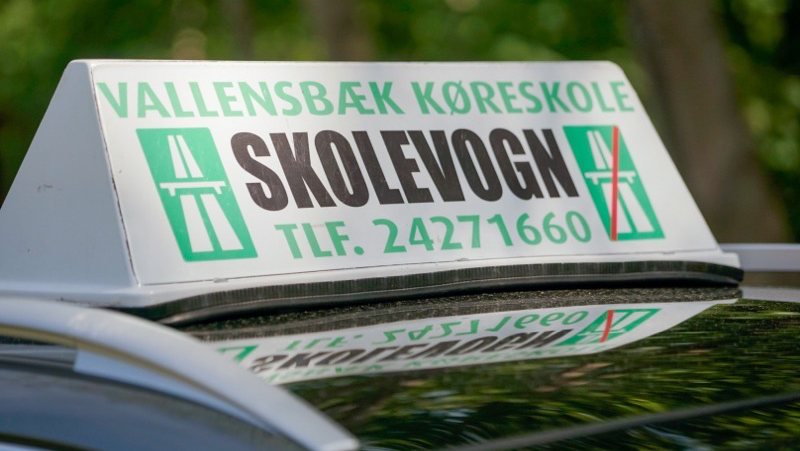 VALLENSBÆK KØRESKOLE
SKOLEVOGN
TLF. 24271660